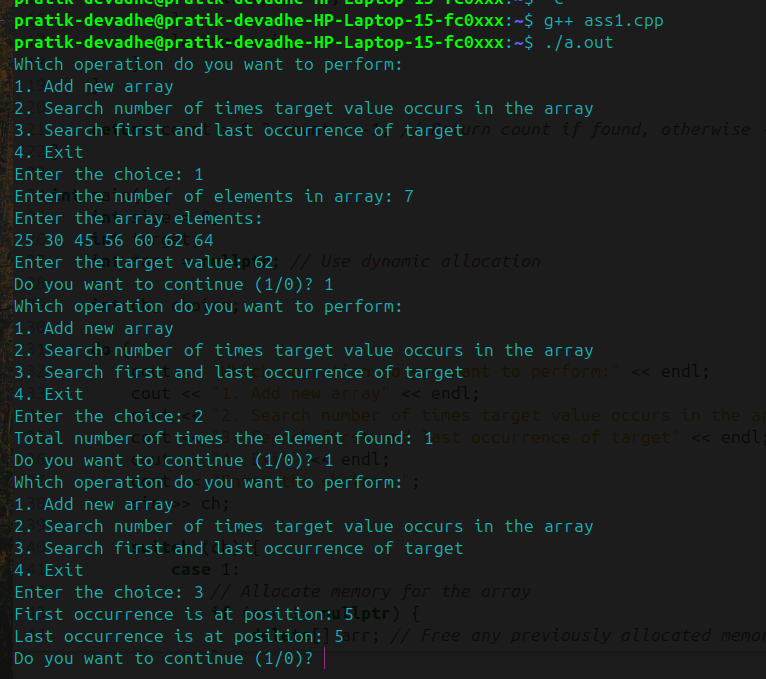 pratik-devadhe@pratik-devadhe-HP-Laptop-15-fc0xxx:~$ g++ ass1.cpp
pratik-devadhe@pratik-devadhe-HP-Laptop-15-fc0xxx:~$ ./a.out
Which operation do you want to perform:
1. Add new array
2. Search number of times target value occurs in the array
3. Search first and last occurrence of target
4. Exit
Enter the choice: 1
Enter the number of elements in array: 7
Enter the array elements:
25 30 45 56 60 62 64
Enter the target value: 62
Do you want to continue (1/0)? 1
Which operation do you want to perform:
1. Add new array
2. Search number of times target value occurs in the array
3. Search first and last occurrence of target
4. Exit
Enter the choice: 2
Total number of times the element found: 1
Do you want to continue (1/0)? 1
Which operation do you want to perform:
1. Add new array
2. Search number of times target value occurs in the array
3. Search first and last occurrence of target
4. Exit
Enter the choice: 3
First occurrence is at position: 5
Last occurrence is at position: 5
Do you want to continue (1/0)?